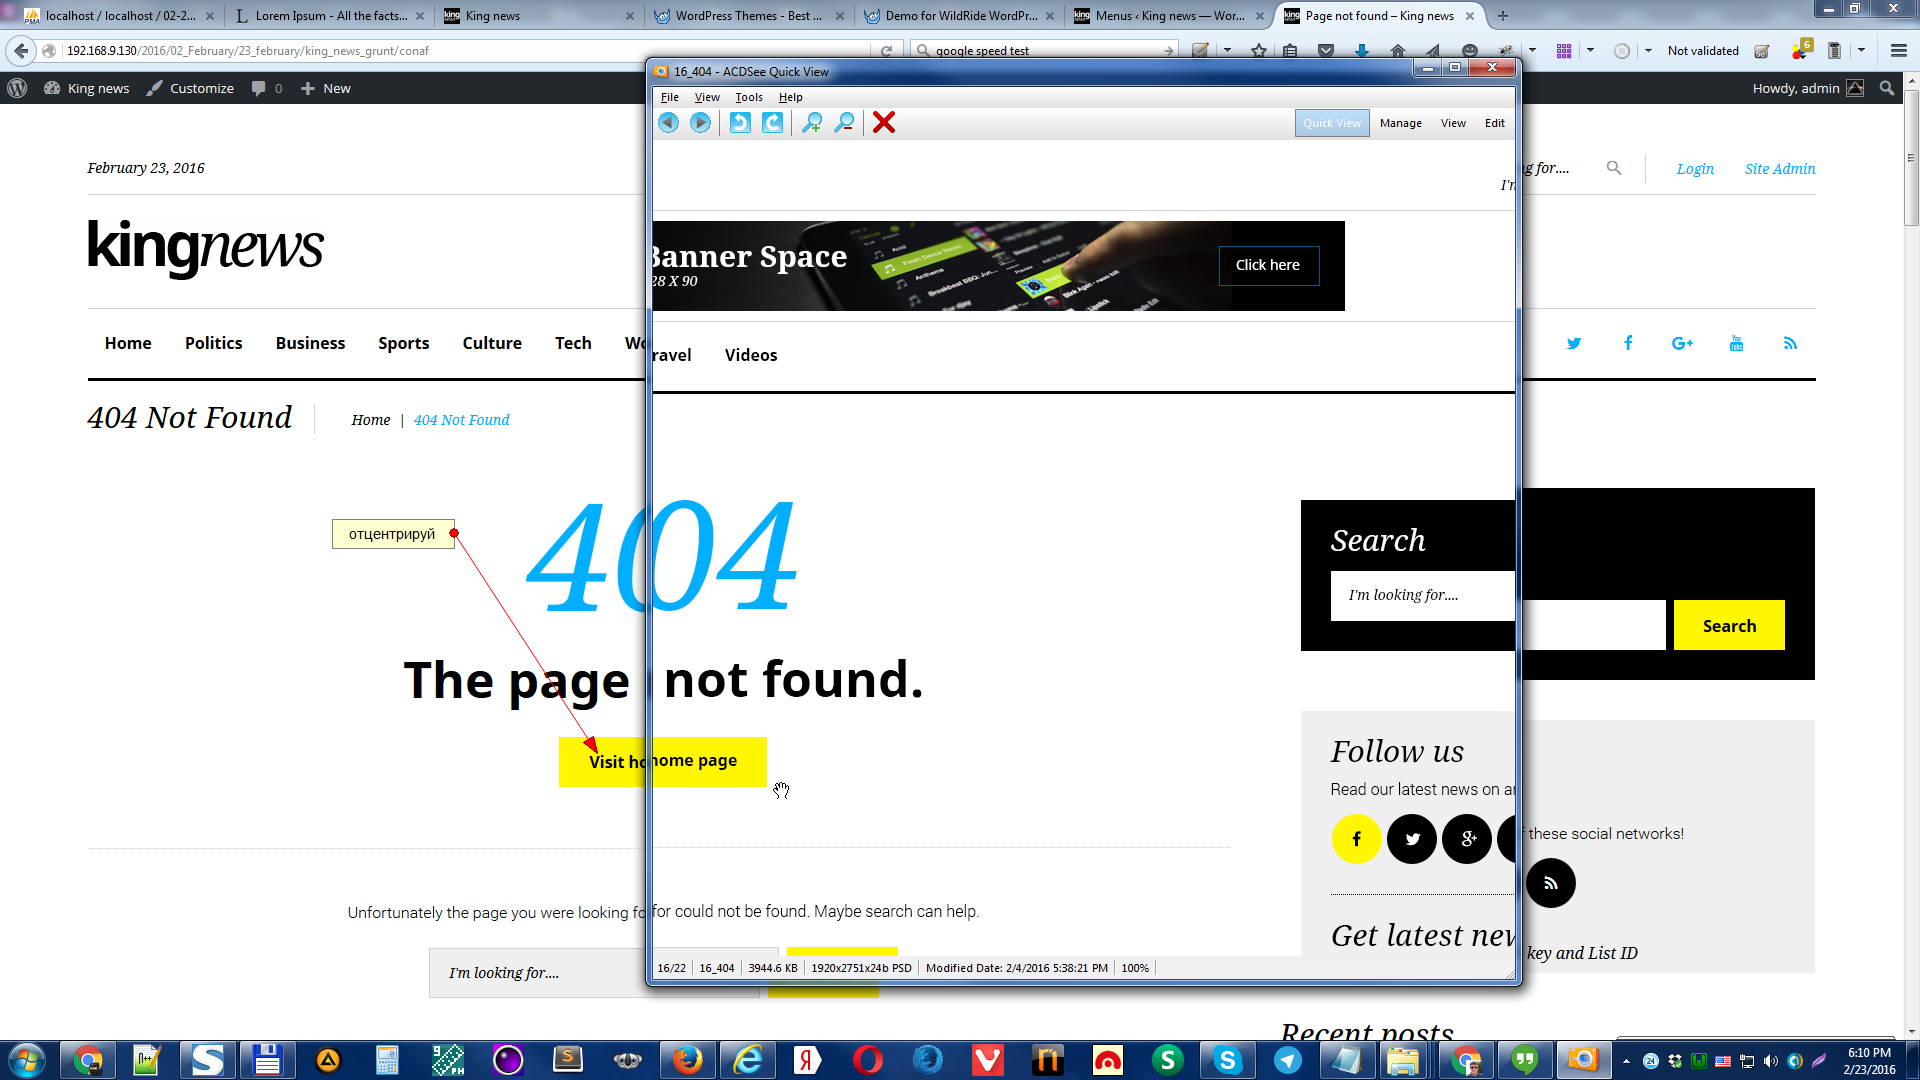 localhost / localhost / 02-2...
Lorem Ipsum - All the facts...
King news
WordPress Themes - Best ...
Demo for WildRide WordPr...
Menus ‹ King news — Wor...
Page not found – King news
192.168.9.130/2016/02_February/23_february/king_news_grunt/conaf
google speed test
Not validated
6
King news
Customize
0
New
Howdy, admin
16_404 - ACDSee Quick View
File View Tools Help
Quick View Manage View Edit
February 23, 2016
I'm
g for....
Login
Site Admin
kingnews
Banner Space
28 X 90
Click here
Home Politics Business Sports Culture Tech Wo
ravel Videos
404 Not Found
Home | 404 Not Found
отцентрируй
404
The page not found.
Visit ho
home page
Search
I'm looking for....
Search
Follow us
Read our latest news on an
f these social networks!
Unfortunately the page you were looking fo
for could not be found. Maybe search can help.
Get latest new
key and List ID
I'm looking for....
16/22 16_404 3944.6 KB 1920x2751x24b PSD Modified Date: 2/4/2016 5:38:21 PM 100%
Recent posts
6:10 PM
2/23/2016